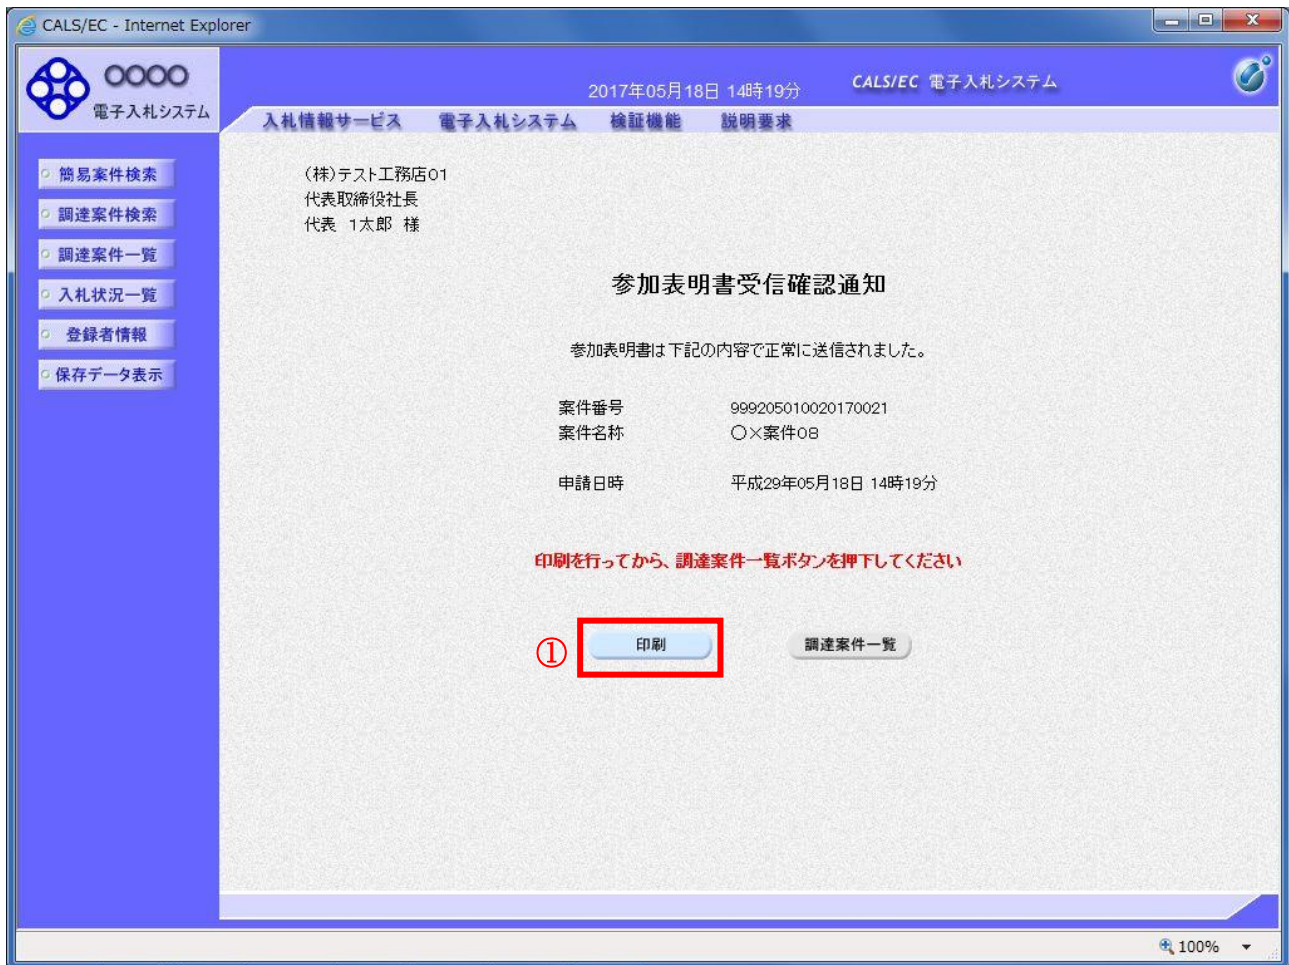 CALS/EC - Internet Explorer
○○○○
電子入札システム
2017年05月18日 14時19分
CALS/EC 電子入札システム
入札情報サービス 電子入札システム 検証機能 説明要求
簡易案件検索
調達案件検索
調達案件一覧
入札状況一覧
登録者情報
保存データ表示
(株)テスト工務店01
代表取締役社長
代表 1太郎 様
参加表明書受信確認通知
参加表明書は下記の内容で正常に送信されました。
案件番号 999205010020170021
案件名称 ○×案件08
申請日時 平成29年05月18日 14時19分
印刷を行ってから、調達案件一覧ボタンを押下してください
① 印刷 調達案件一覧
100%